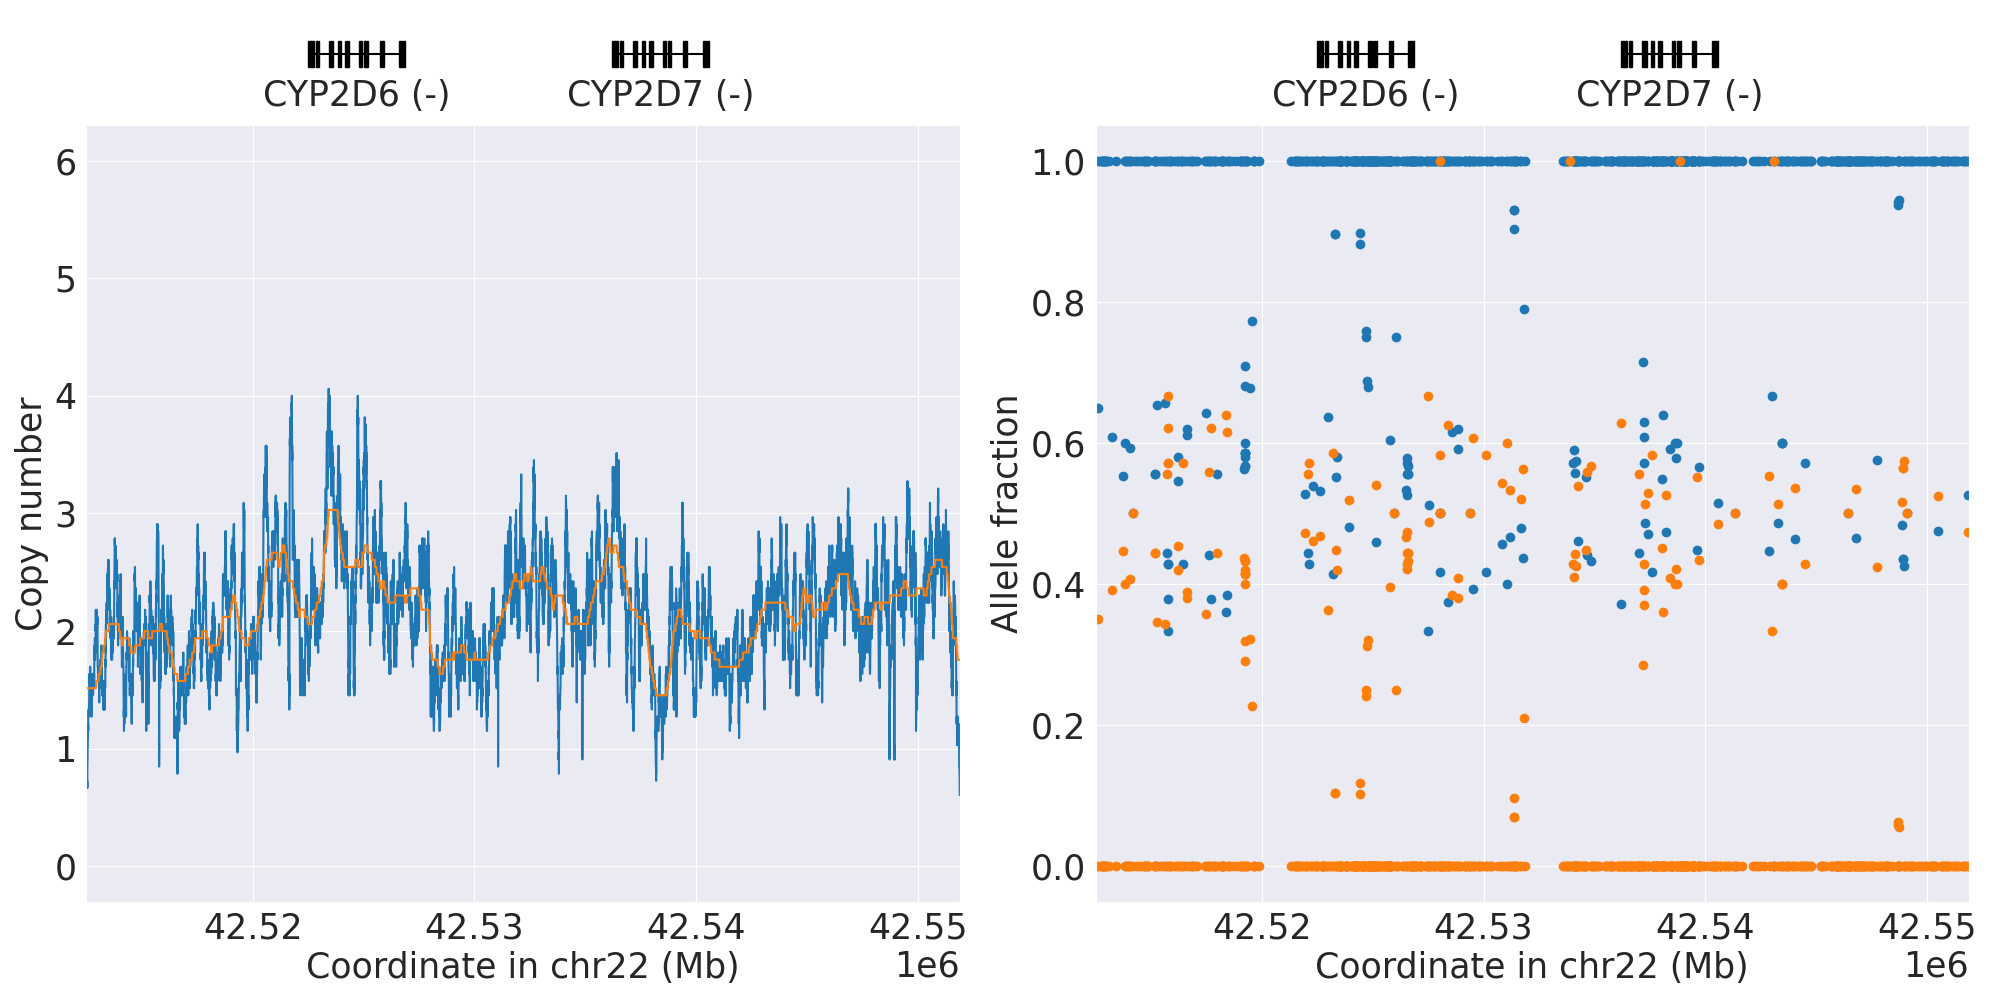 CYP2D6 (-) CYP2D7 (-)
6
5
4
3
2
1
0
Copy number
42.52 42.53 42.54 42.55
Coordinate in chr22 (Mb)
1e6
CYP2D6 (-) CYP2D7 (-)
1.0
0.8
0.6
0.4
0.2
0.0
Allele fraction
42.52 42.53 42.54 42.55
Coordinate in chr22 (Mb)
1e6